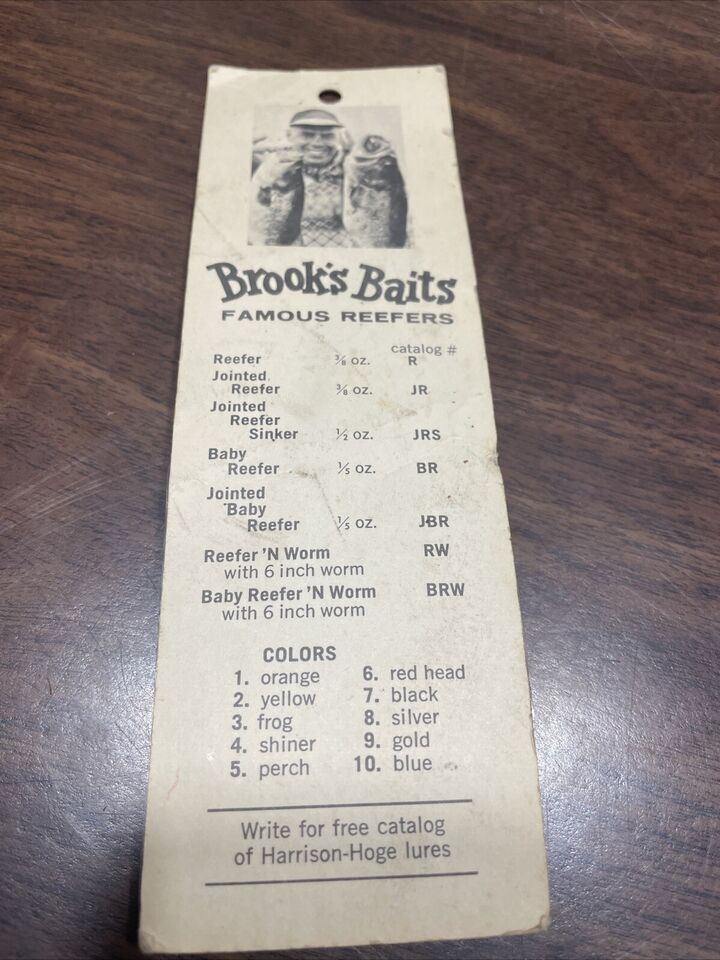 Brook's Baits
FAMOUS REEFERS
catalog #
Reefer ⅜ oz. R
Jointed
Reefer ⅜ oz. JR
Jointed
Reefer
Sinker ½ oz. JRS
Baby
Reefer ⅕ oz. BR
Jointed
Baby
Reefer ⅕ oz. JBR
Reefer 'N Worm RW
with 6 inch worm
Baby Reefer 'N Worm BRW
with 6 inch worm
COLORS
1. orange 6. red head
2. yellow 7. black
3. frog 8. silver
4. shiner 9. gold
5. perch 10. blue
Write for free catalog
of Harrison-Hoge lures